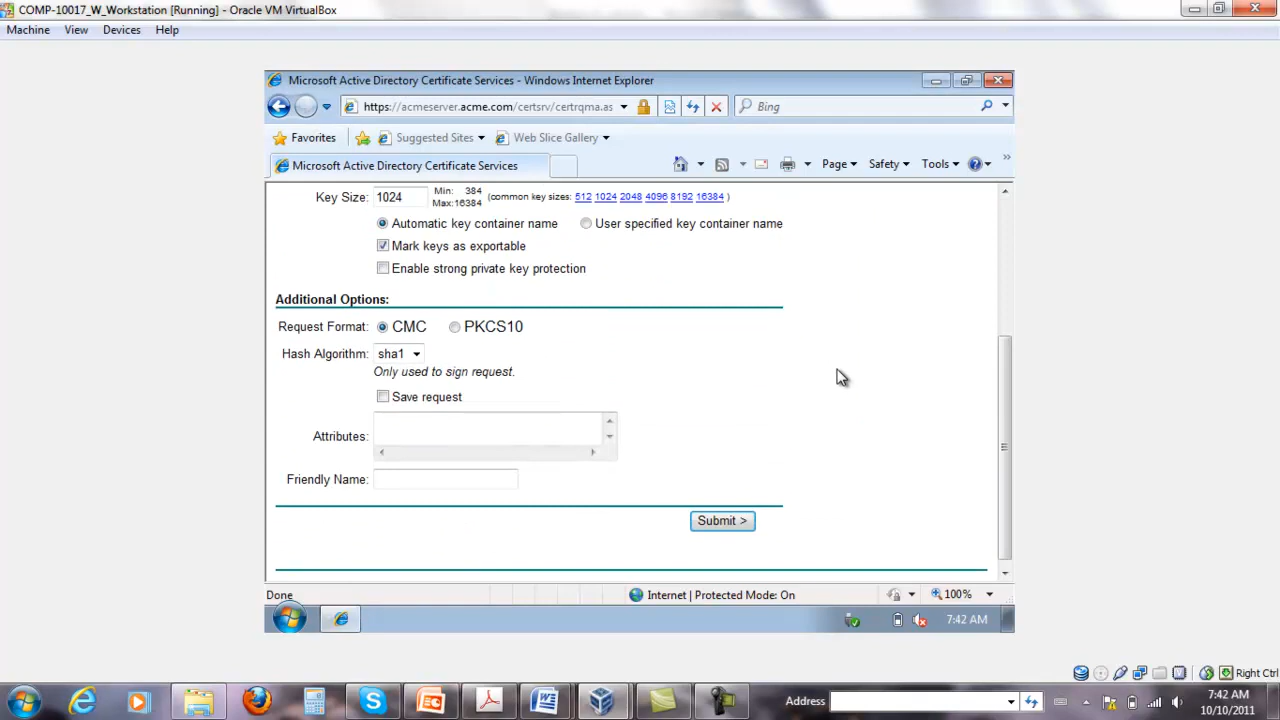 COMP-10017_W_Workstation [Running] - Oracle VM VirtualBox
Machine View Devices Help
Microsoft Active Directory Certificate Services - Windows Internet Explorer
https://acmeserver.acme.com/certsrv/certrqma.as
Bing
Favorites Suggested Sites Web Slice Gallery
Microsoft Active Directory Certificate Services
Page Safety Tools
Key Size: 1024 Min: 384 Max:16384 (common key sizes: 512 1024 2048 4096 8192 16384 )
Automatic key container name User specified key container name
Mark keys as exportable
Enable strong private key protection
Additional Options:
Request Format: CMC PKCS10
Hash Algorithm: sha1
Only used to sign request.
Save request
Attributes:
Friendly Name:
Submit >
Done Internet | Protected Mode: On 100%
7:42 AM
Right Ctrl
Address
7:42 AM
10/10/2011